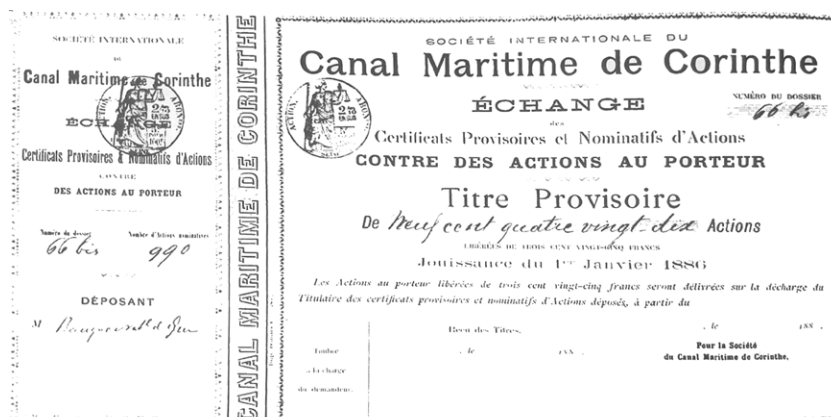 SOCIÉTÉ INTERNATIONALE
DU
Canal Maritime de Corinthe
ÉCHANGE
Certificats Provisoires & Nominatifs d'Actions
CONTRE
DES ACTIONS AU PORTEUR
Numéro du dossier Nombre d'Actions nominatives
66 bis 990
DÉPOSANT
M
CANAL MARITIME DE CORINTHE
SOCIÉTÉ INTERNATIONALE DU
Canal Maritime de Corinthe
ÉCHANGE
NUMÉRO DU DOSSIER
66 bis
des
Certificats Provisoires et Nominatifs d'Actions
CONTRE DES ACTIONS AU PORTEUR
Titre Provisoire
De Neuf cent quatre vingt-dix Actions
LIBÉRÉES DE TROIS CENT VINGT-CINQ FRANCS
Jouissance du 1er Janvier 1886
Les Actions au porteur libérées de trois cent vingt-cinq francs seront délivrées sur la décharge du
Titulaire des certificats provisoires et nominatifs d'Actions déposés, à partir du
Reçu des Titres,
, le 188 .
Timbre
à la charge
du demandeur.
, le 188 .
Pour la Société
du Canal Maritime de Corinthe,